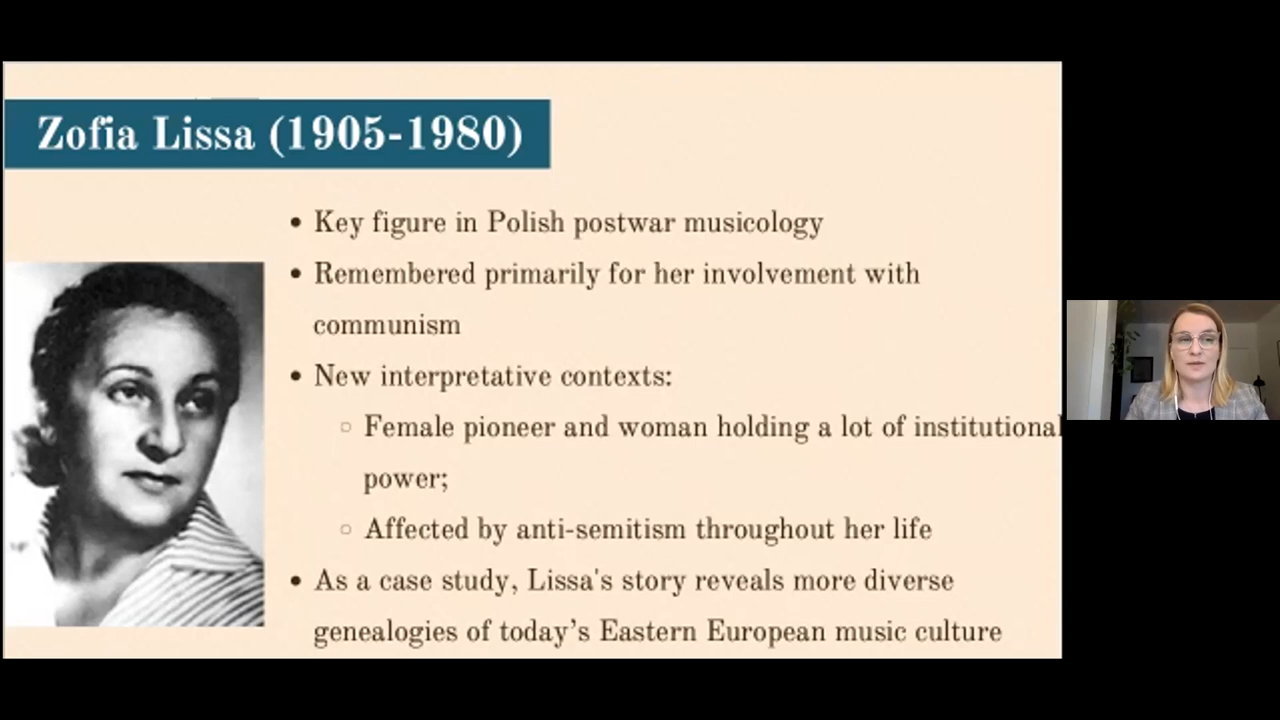 Zofia Lissa (1905-1980)
• Key figure in Polish postwar musicology
• Remembered primarily for her involvement with
communism
• New interpretative contexts:
○ Female pioneer and woman holding a lot of institutional
power;
○ Affected by anti-semitism throughout her life
• As a case study, Lissa's story reveals more diverse
genealogies of today’s Eastern European music culture